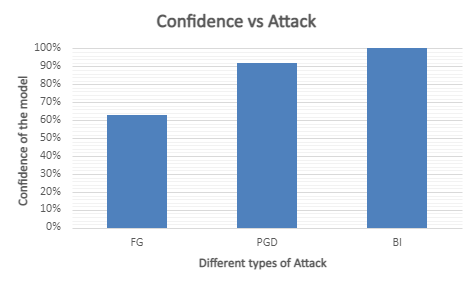 Confidence vs Attack
Confidence of the model
100%
90%
80%
70%
60%
50%
40%
30%
20%
10%
0%
FG PGD BI
Different types of Attack